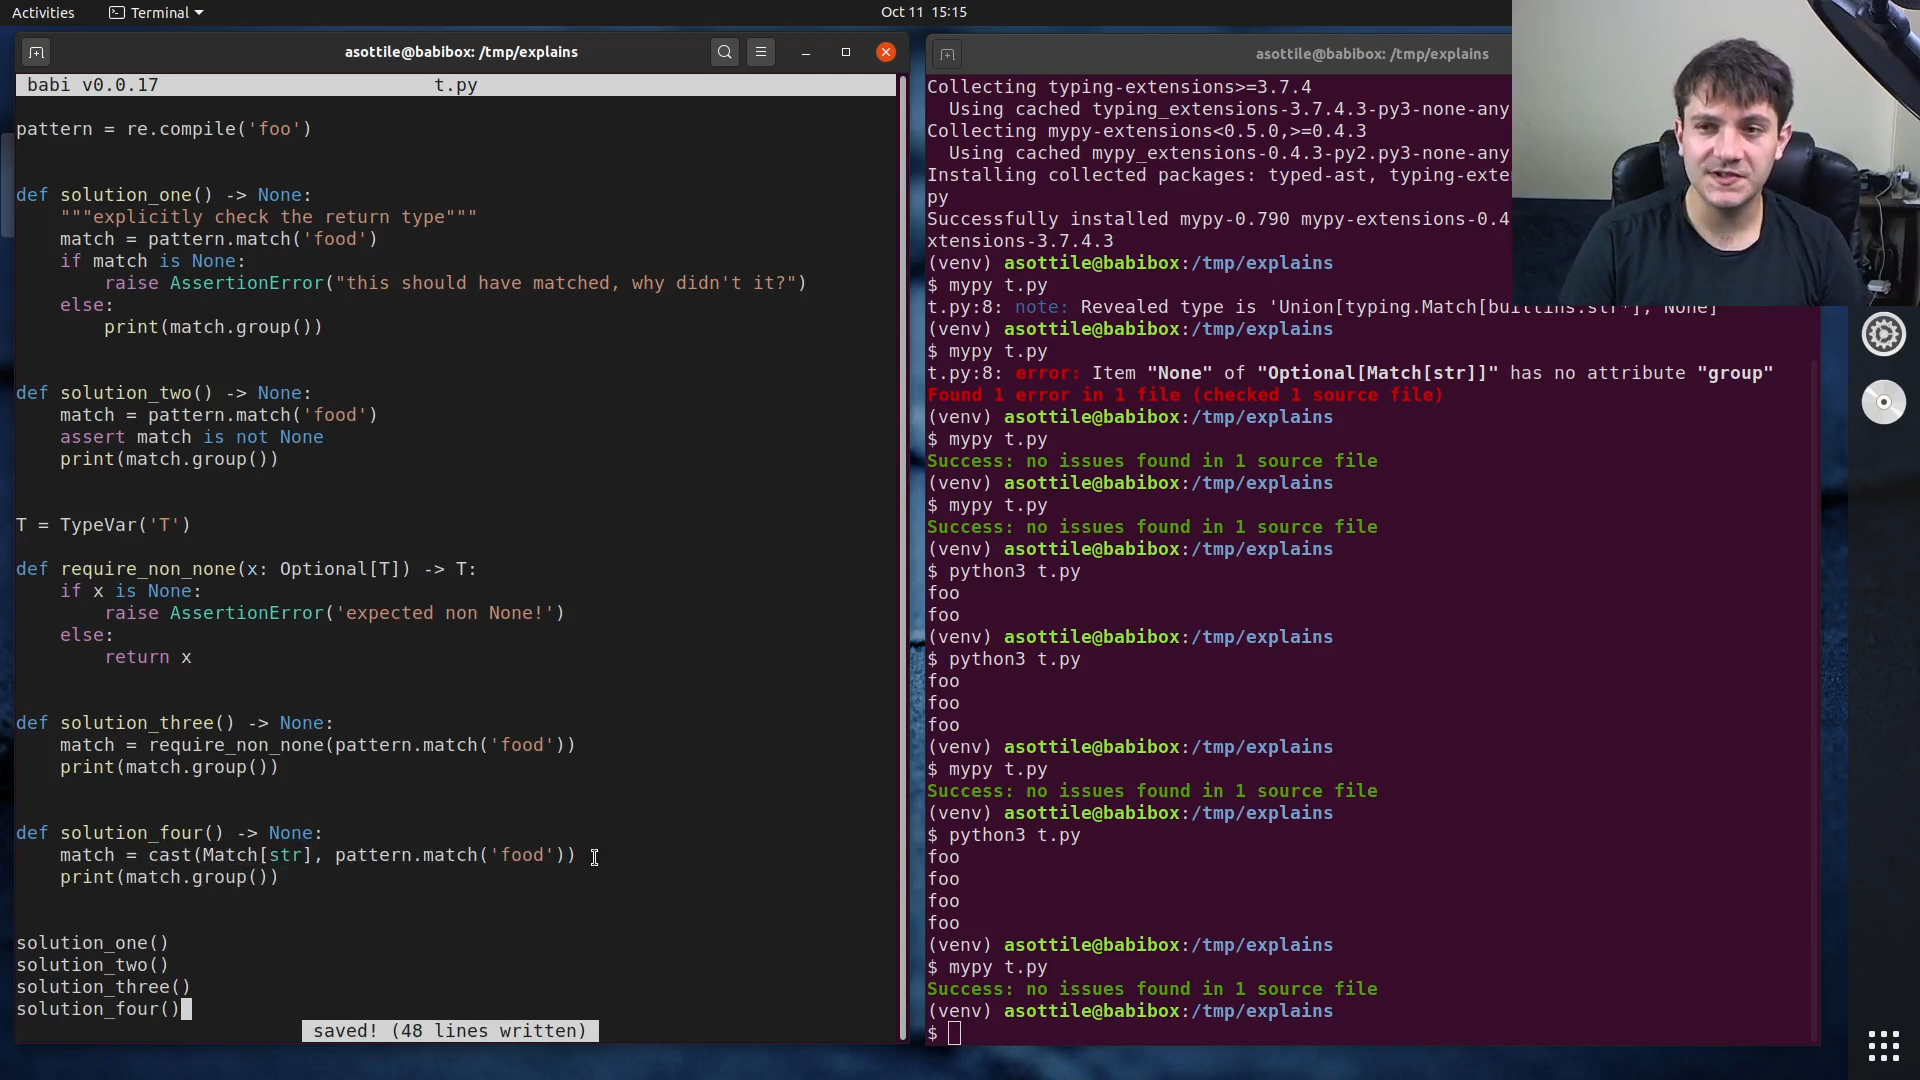 Activities
Terminal
Oct 11 15:15
asottile@babibox: /tmp/explains
babi v0.0.17 t.py
pattern = re.compile('foo')
def solution_one() -> None:
"""explicitly check the return type"""
match = pattern.match('food')
if match is None:
raise AssertionError("this should have matched, why didn't it?")
else:
print(match.group())
def solution_two() -> None:
match = pattern.match('food')
assert match is not None
print(match.group())
T = TypeVar('T')
def require_non_none(x: Optional[T]) -> T:
if x is None:
raise AssertionError('expected non None!')
else:
return x
def solution_three() -> None:
match = require_non_none(pattern.match('food'))
print(match.group())
def solution_four() -> None:
match = cast(Match[str], pattern.match('food'))
print(match.group())
solution_one()
solution_two()
solution_three()
solution_four()
saved! (48 lines written)
asottile@babibox: /tmp/explains
Collecting typing-extensions>=3.7.4
Using cached typing_extensions-3.7.4.3-py3-none-any
Collecting mypy-extensions<0.5.0,>=0.4.3
Using cached mypy_extensions-0.4.3-py2.py3-none-any
Installing collected packages: typed-ast, typing-exte
py
Successfully installed mypy-0.790 mypy-extensions-0.4
xtensions-3.7.4.3
(venv) asottile@babibox:/tmp/explains
$ mypy t.py
t.py:8: note: Revealed type is 'Union[typing.Match[builtins.str*], None]
(venv) asottile@babibox:/tmp/explains
$ mypy t.py
t.py:8: error: Item "None" of "Optional[Match[str]]" has no attribute "group"
Found 1 error in 1 file (checked 1 source file)
(venv) asottile@babibox:/tmp/explains
$ mypy t.py
Success: no issues found in 1 source file
(venv) asottile@babibox:/tmp/explains
$ mypy t.py
Success: no issues found in 1 source file
(venv) asottile@babibox:/tmp/explains
$ python3 t.py
foo
foo
(venv) asottile@babibox:/tmp/explains
$ python3 t.py
foo
foo
foo
(venv) asottile@babibox:/tmp/explains
$ mypy t.py
Success: no issues found in 1 source file
(venv) asottile@babibox:/tmp/explains
$ python3 t.py
foo
foo
foo
foo
(venv) asottile@babibox:/tmp/explains
$ mypy t.py
Success: no issues found in 1 source file
(venv) asottile@babibox:/tmp/explains
$